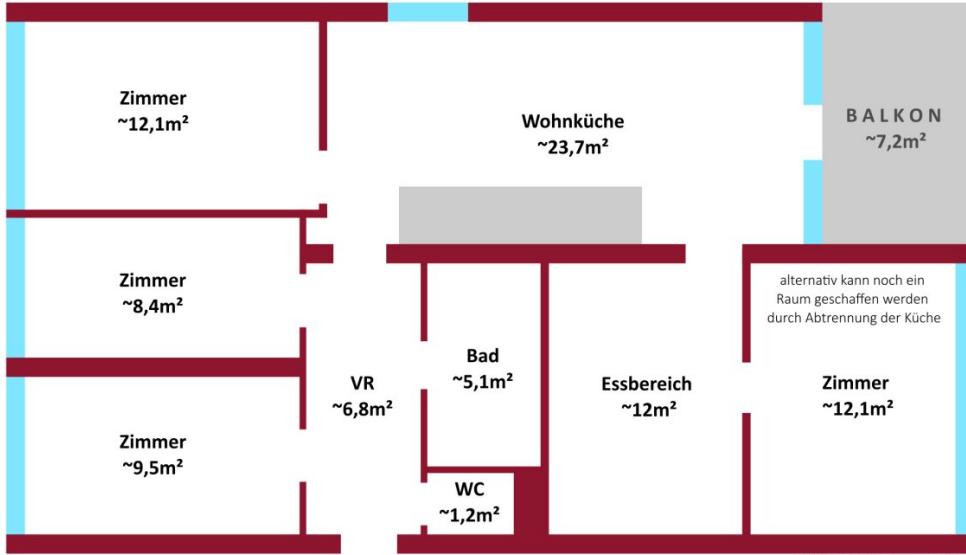 Zimmer
~12,1m²
Wohnküche
~23,7m²
BALKON
~7,2m²
Zimmer
~8,4m²
alternativ kann noch ein
Raum geschaffen werden
durch Abtrennung der Küche
VR
~6,8m²
Bad
~5,1m²
Essbereich
~12m²
Zimmer
~12,1m²
Zimmer
~9,5m²
WC
~1,2m²